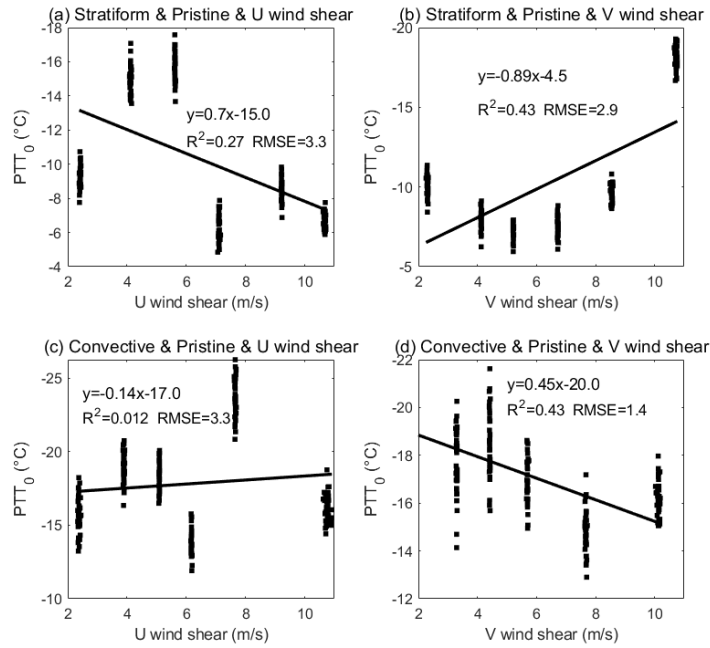 (a) Stratiform & Pristine & U wind shear
-18
-16
-14
-12
-10
-8
-6
-4
PTT0 (°C)
y=0.7x-15.0
R2=0.27 RMSE=3.3
2 4 6 8 10
U wind shear (m/s)
(b) Stratiform & Pristine & V wind shear
-20
-15
-10
-5
PTT0 (°C)
y=-0.89x-4.5
R2=0.43 RMSE=2.9
2 4 6 8 10
V wind shear (m/s)
(c) Convective & Pristine & U wind shear
-25
-20
-15
-10
PTT0 (°C)
y=-0.14x-17.0
R2=0.012 RMSE=3.3
2 4 6 8 10
U wind shear (m/s)
(d) Convective & Pristine & V wind shear
-22
-20
-18
-16
-14
-12
PTT0 (°C)
y=0.45x-20.0
R2=0.43 RMSE=1.4
2 4 6 8 10
V wind shear (m/s)